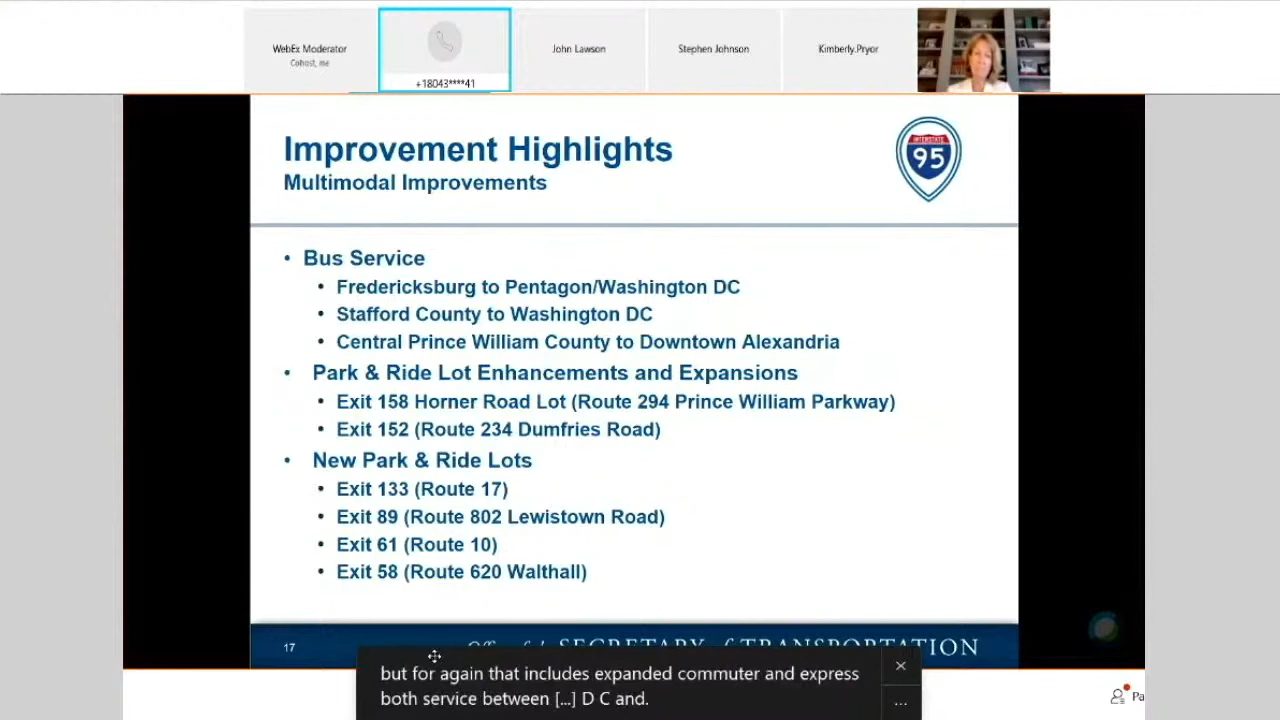 WebEx Moderator
Cohost, me
+18043****41
John Lawson
Stephen Johnson
Kimberly.Pryor
Improvement Highlights
Multimodal Improvements
INTERSTATE
95
• Bus Service
• Fredericksburg to Pentagon/Washington DC
• Stafford County to Washington DC
• Central Prince William County to Downtown Alexandria
• Park & Ride Lot Enhancements and Expansions
• Exit 158 Horner Road Lot (Route 294 Prince William Parkway)
• Exit 152 (Route 234 Dumfries Road)
• New Park & Ride Lots
• Exit 133 (Route 17)
• Exit 89 (Route 802 Lewistown Road)
• Exit 61 (Route 10)
• Exit 58 (Route 620 Walthall)
17
SECRETARY of TRANSPORTATION
but for again that includes expanded commuter and express
both service between [...] D C and.
Pa